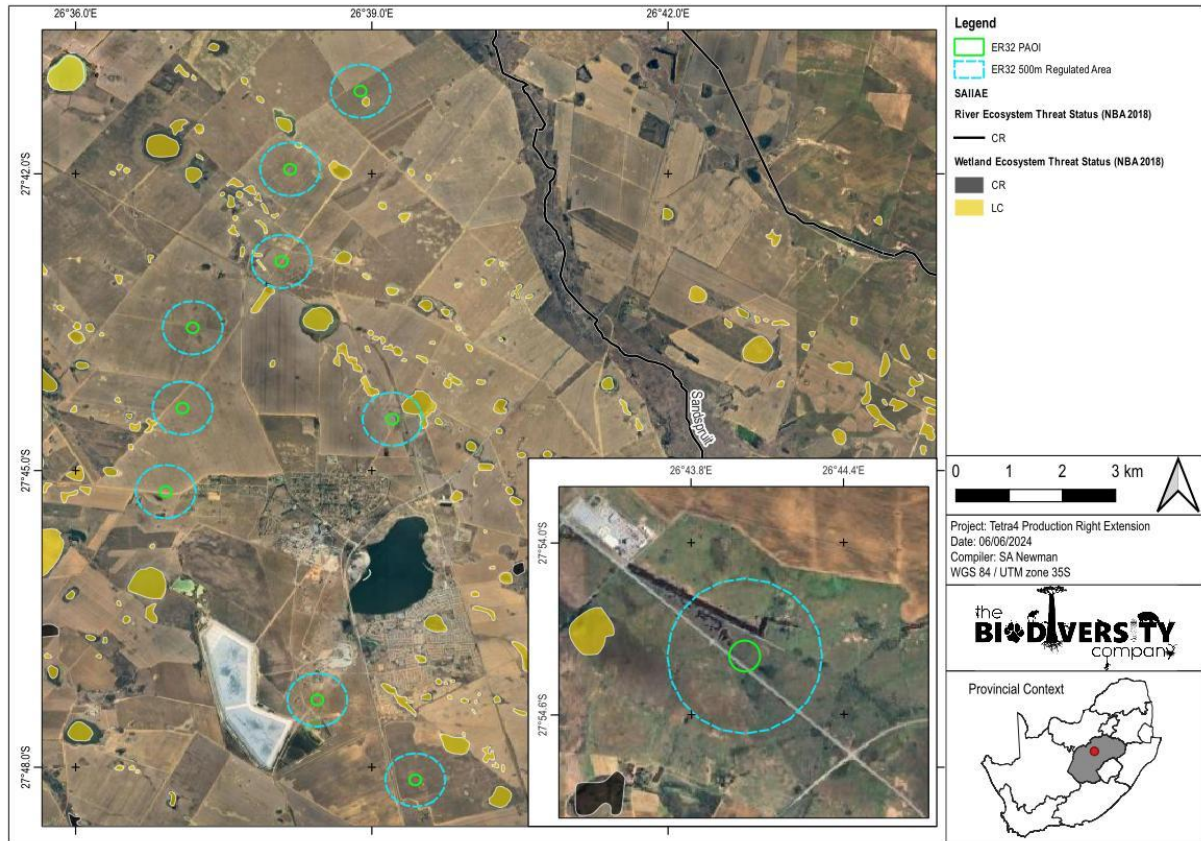 26°36.0'E
26°39.0'E
26°42.0'E
27°42.0'S
27°45.0'S
27°48.0'S
Sandspruit
26°43.8'E
26°44.4'E
27°54.0'S
27°54.6'S
Legend
ER32 PAOI
ER32 500m Regulated Area
SAIIAE
River Ecosystem Threat Status (NBA 2018)
CR
Wetland Ecosystem Threat Status (NBA 2018)
CR
LC
0 1 2 3 km
Project: Tetra4 Production Right Extension
Date: 06/06/2024
Compiler: SA Newman
WGS 84 / UTM zone 35S
the
BIODIVERSITY
company
Provincial Context